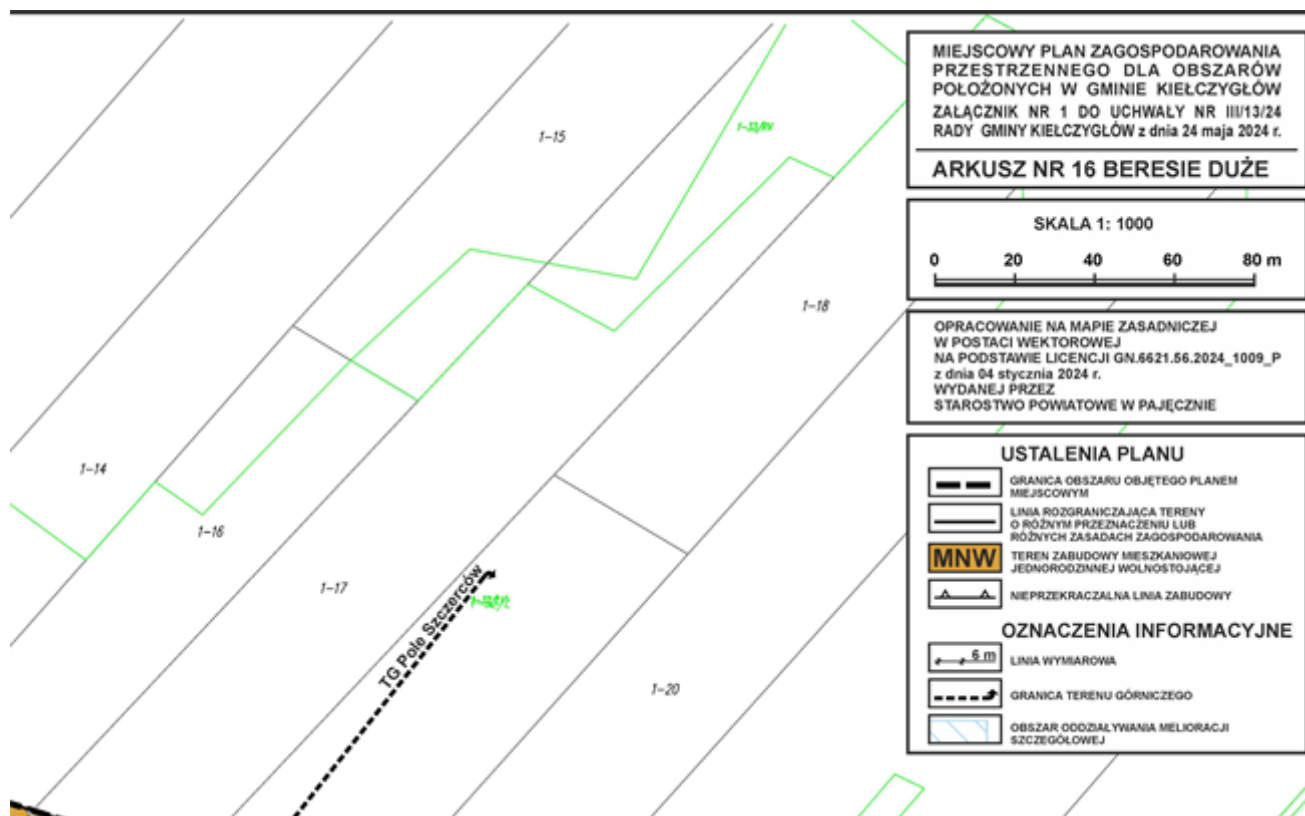 MIEJSCOWY PLAN ZAGOSPODAROWANIA
PRZESTRZENNEGO DLA OBSZARÓW
POŁOŻONYCH W GMINIE KIEŁCZYGŁÓW
ZAŁĄCZNIK NR 1 DO UCHWAŁY NR III/13/24
RADY GMINY KIEŁCZYGŁÓW z dnia 24 maja 2024 r.
ARKUSZ NR 16 BERESIE DUŻE
SKALA 1: 1000
0 20 40 60 80 m
OPRACOWANIE NA MAPIE ZASADNICZEJ
W POSTACI WEKTOROWEJ
NA PODSTAWIE LICENCJI GN.6621.56.2024_1009_P
z dnia 04 stycznia 2024 r.
WYDANEJ PRZEZ
STAROSTWO POWIATOWE W PAJĘCZNIE
USTALENIA PLANU
GRANICA OBSZARU OBJĘTEGO PLANEM
MIEJSCOWYM
LINIA ROZGRANICZAJĄCA TERENY
O RÓŻNYM PRZEZNACZENIU LUB
RÓŻNYCH ZASADACH ZAGOSPODAROWANIA
MNW
TEREN ZABUDOWY MIESZKANIOWEJ
JEDNORODZINNEJ WOLNOSTOJĄCEJ
NIEPRZEKRACZALNA LINIA ZABUDOWY
OZNACZENIA INFORMACYJNE
6 m
LINIA WYMIAROWA
GRANICA TERENU GÓRNICZEGO
OBSZAR ODDZIAŁYWANIA MELIORACJI
SZCZEGÓŁOWEJ
1-15
1-18
1-14
1-16
1-17
TG Pole Szczerców
1-20